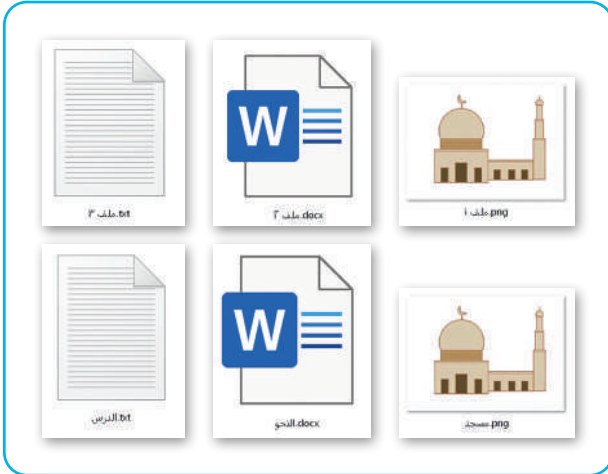 ملف ١.png
W
ملف ٢.docx
ملف ٣.txt
مسجد.png
W
النحو.docx
الدرس.txt